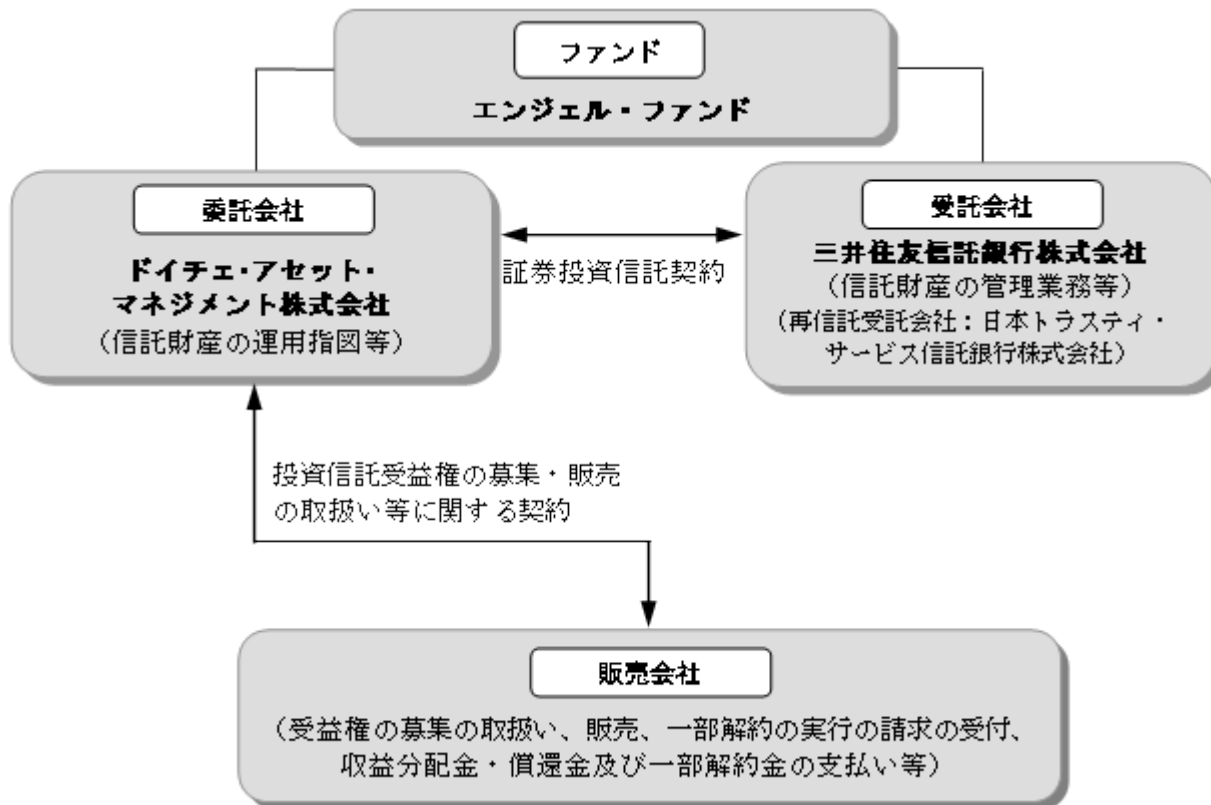 ファンド
エンジェル・ファンド
委託会社
ドイチェ・アセット・
マネジメント株式会社
（信託財産の運用指図等）
証券投資信託契約
受託会社
三井住友信託銀行株式会社
（信託財産の管理業務等）
（再信託受託会社：日本トラスティ・
サービス信託銀行株式会社）
投資信託受益権の募集・販売
の取扱い等に関する契約
販売会社
（受益権の募集の取扱い、販売、一部解約の実行の請求の受付、
収益分配金・償還金及び一部解約金の支払い等）